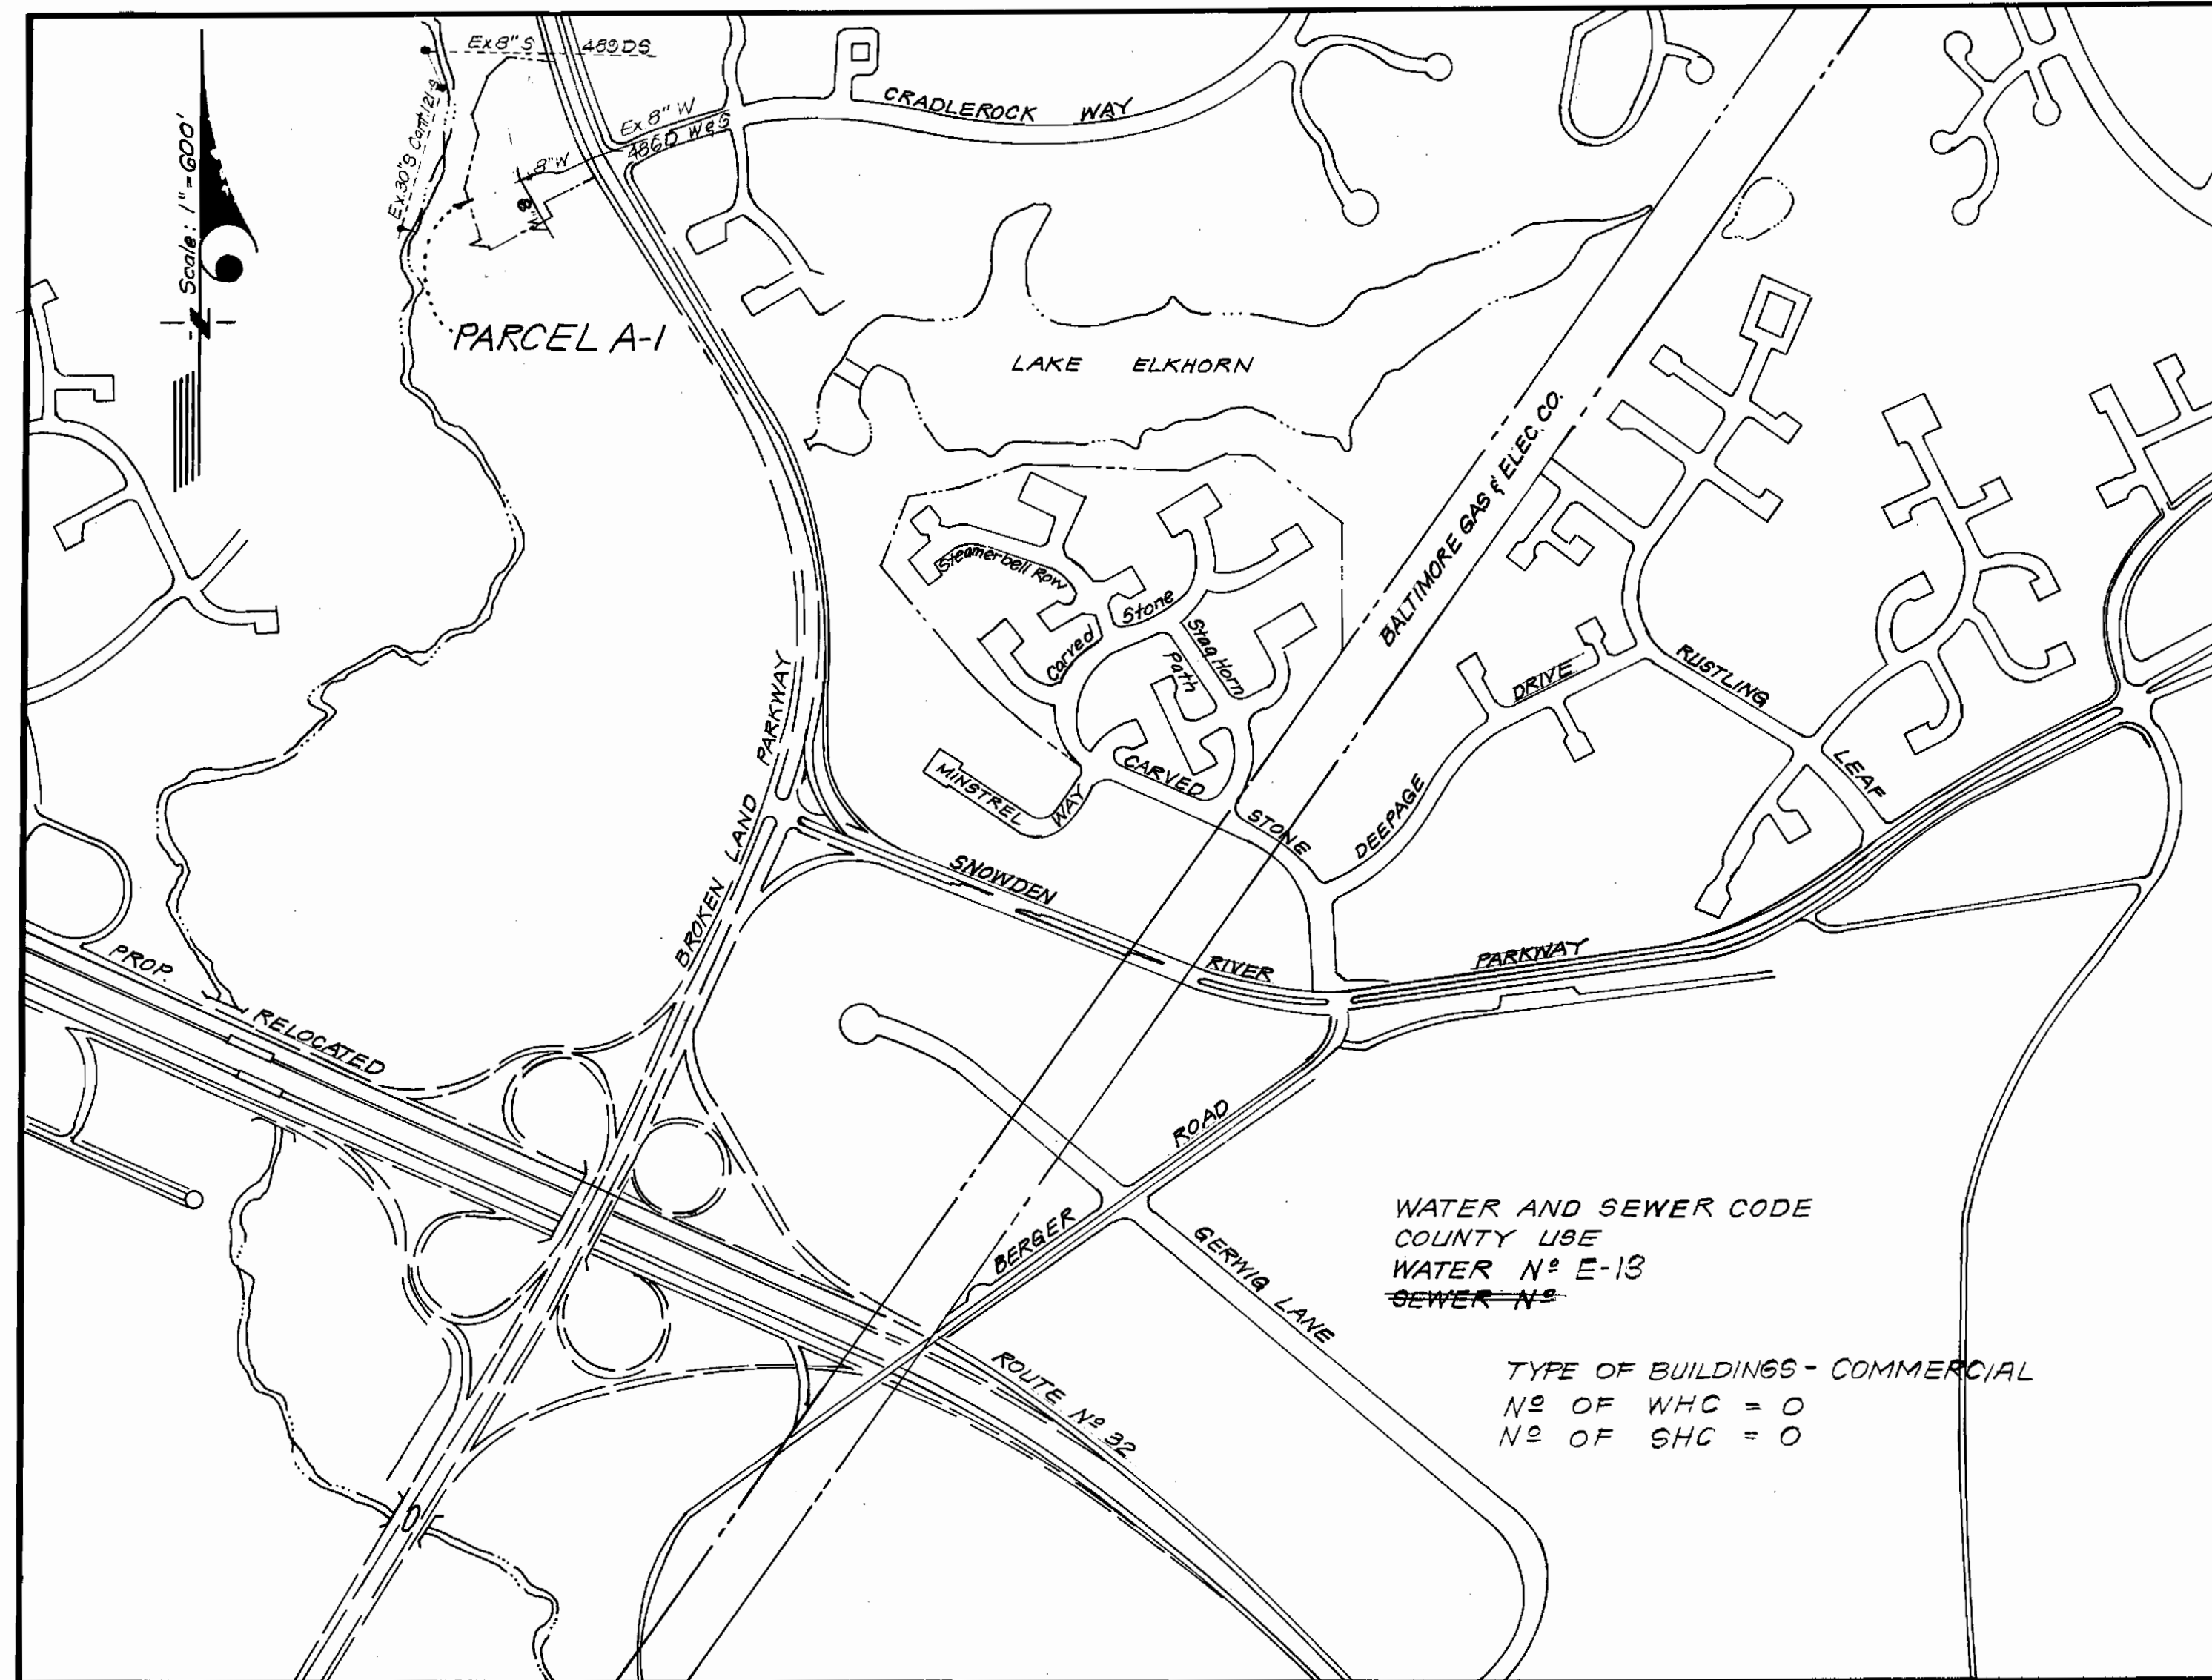 Ex 8" S 489DS
Ex 30" S Cont. 121-S
Scale: 1" = 600'
N
CRADLEROCK WAY
Ex 8" W
486D W&S
8" W
8" W
PARCEL A-1
LAKE ELKHORN
BALTIMORE GAS & ELEC. CO.
Steamerbell Row
Carved Stone
Path
Stag Horn
MINSTREL WAY
CARVED STONE
DEEPAGE DRIVE
RUSTLING LEAF
BROKEN LAND PARKWAY
SNOWDEN RIVER PARKWAY
PROP. RELOCATED
ROUTE Nº 32
BERGER ROAD
GERWIG LANE
WATER AND SEWER CODE
COUNTY USE
WATER Nº E-13
SEWER Nº
TYPE OF BUILDINGS - COMMERCIAL
Nº OF WHC = 0
Nº OF SHC = 0